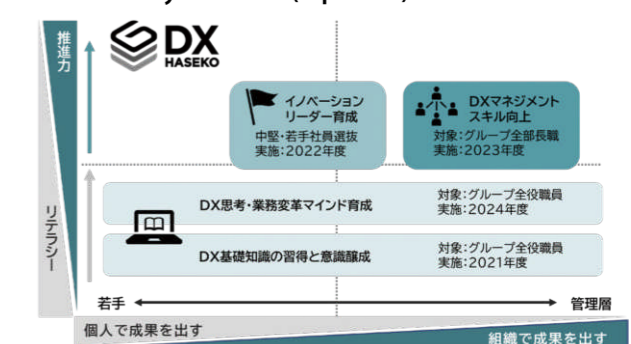 推進力
DX
HASEKO
イノベーション
リーダー育成
中堅・若手社員選抜
実施:2022年度
DXマネジメント
スキル向上
対象:グループ全部長職
実施:2023年度
リテラシー
DX思考・業務変革マインド育成
対象:グループ全役職員
実施:2024年度
DX基礎知識の習得と意識醸成
対象:グループ全役職員
実施:2021年度
若手
管理層
個人で成果を出す
組織で成果を出す